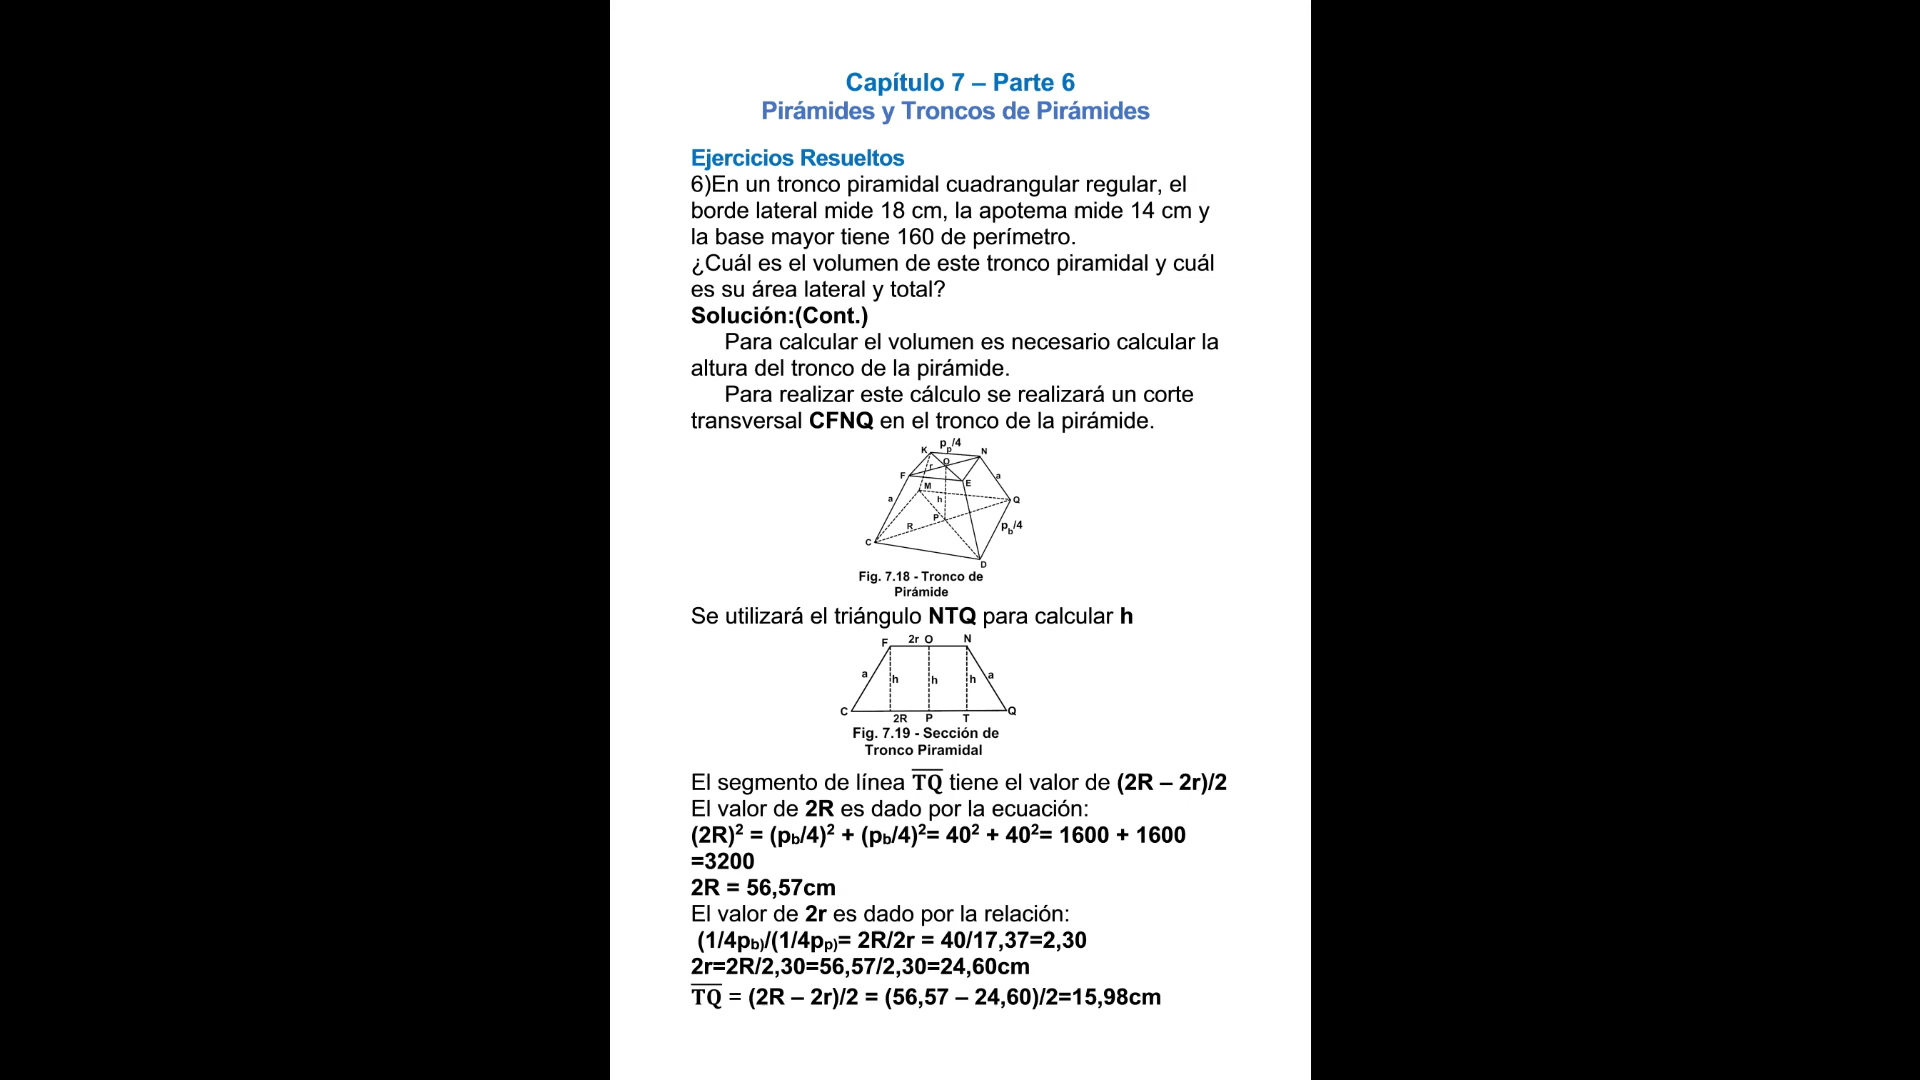 Capítulo 7 – Parte 6
Pirámides y Troncos de Pirámides
Ejercicios Resueltos
6)En un tronco piramidal cuadrangular regular, el
borde lateral mide 18 cm, la apotema mide 14 cm y
la base mayor tiene 160 de perímetro.
¿Cuál es el volumen de este tronco piramidal y cuál
es su área lateral y total?
Solución:(Cont.)
Para calcular el volumen es necesario calcular la
altura del tronco de la pirámide.
Para realizar este cálculo se realizará un corte
transversal CFNQ en el tronco de la pirámide.
pp/4
K N
O
r
F
E
M
a
a
h
Q
P
R
pb/4
C
D
Fig. 7.18 - Tronco de
Pirámide
Se utilizará el triángulo NTQ para calcular h
F 2r O N
a h h h a
C 2R P T Q
Fig. 7.19 - Sección de
Tronco Piramidal
El segmento de línea T̅Q̅ tiene el valor de (2R – 2r)/2
El valor de 2R es dado por la ecuación:
(2R)² = (pb/4)² + (pb/4)²= 40² + 40²= 1600 + 1600
=3200
2R = 56,57cm
El valor de 2r es dado por la relación:
(1/4pb)/(1/4pp)= 2R/2r = 40/17,37=2,30
2r=2R/2,30=56,57/2,30=24,60cm
T̅Q̅ = (2R – 2r)/2 = (56,57 – 24,60)/2=15,98cm